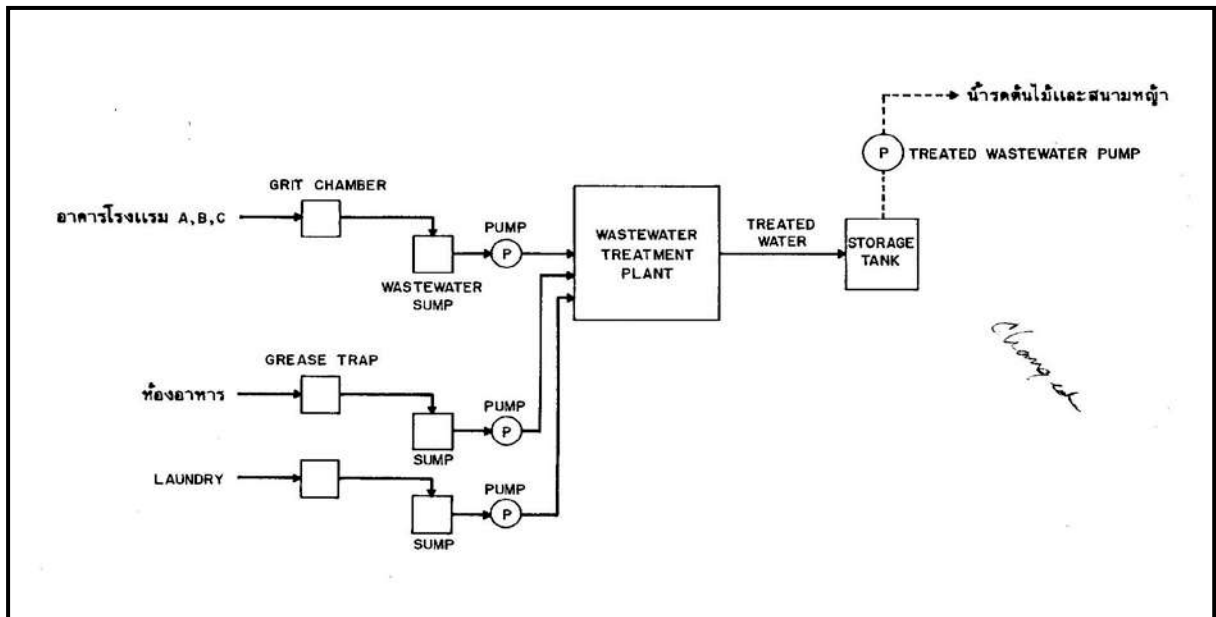 น้ำรดต้นไม้และสนามหญ้า
P
TREATED WASTEWATER PUMP
GRIT CHAMBER
อาคารโรงแรม A,B,C
PUMP
P
WASTEWATER
TREATMENT
PLANT
TREATED
WATER
STORAGE
TANK
WASTEWATER
SUMP
Changed
GREASE TRAP
ห้องอาหาร
PUMP
P
SUMP
LAUNDRY
PUMP
P
SUMP